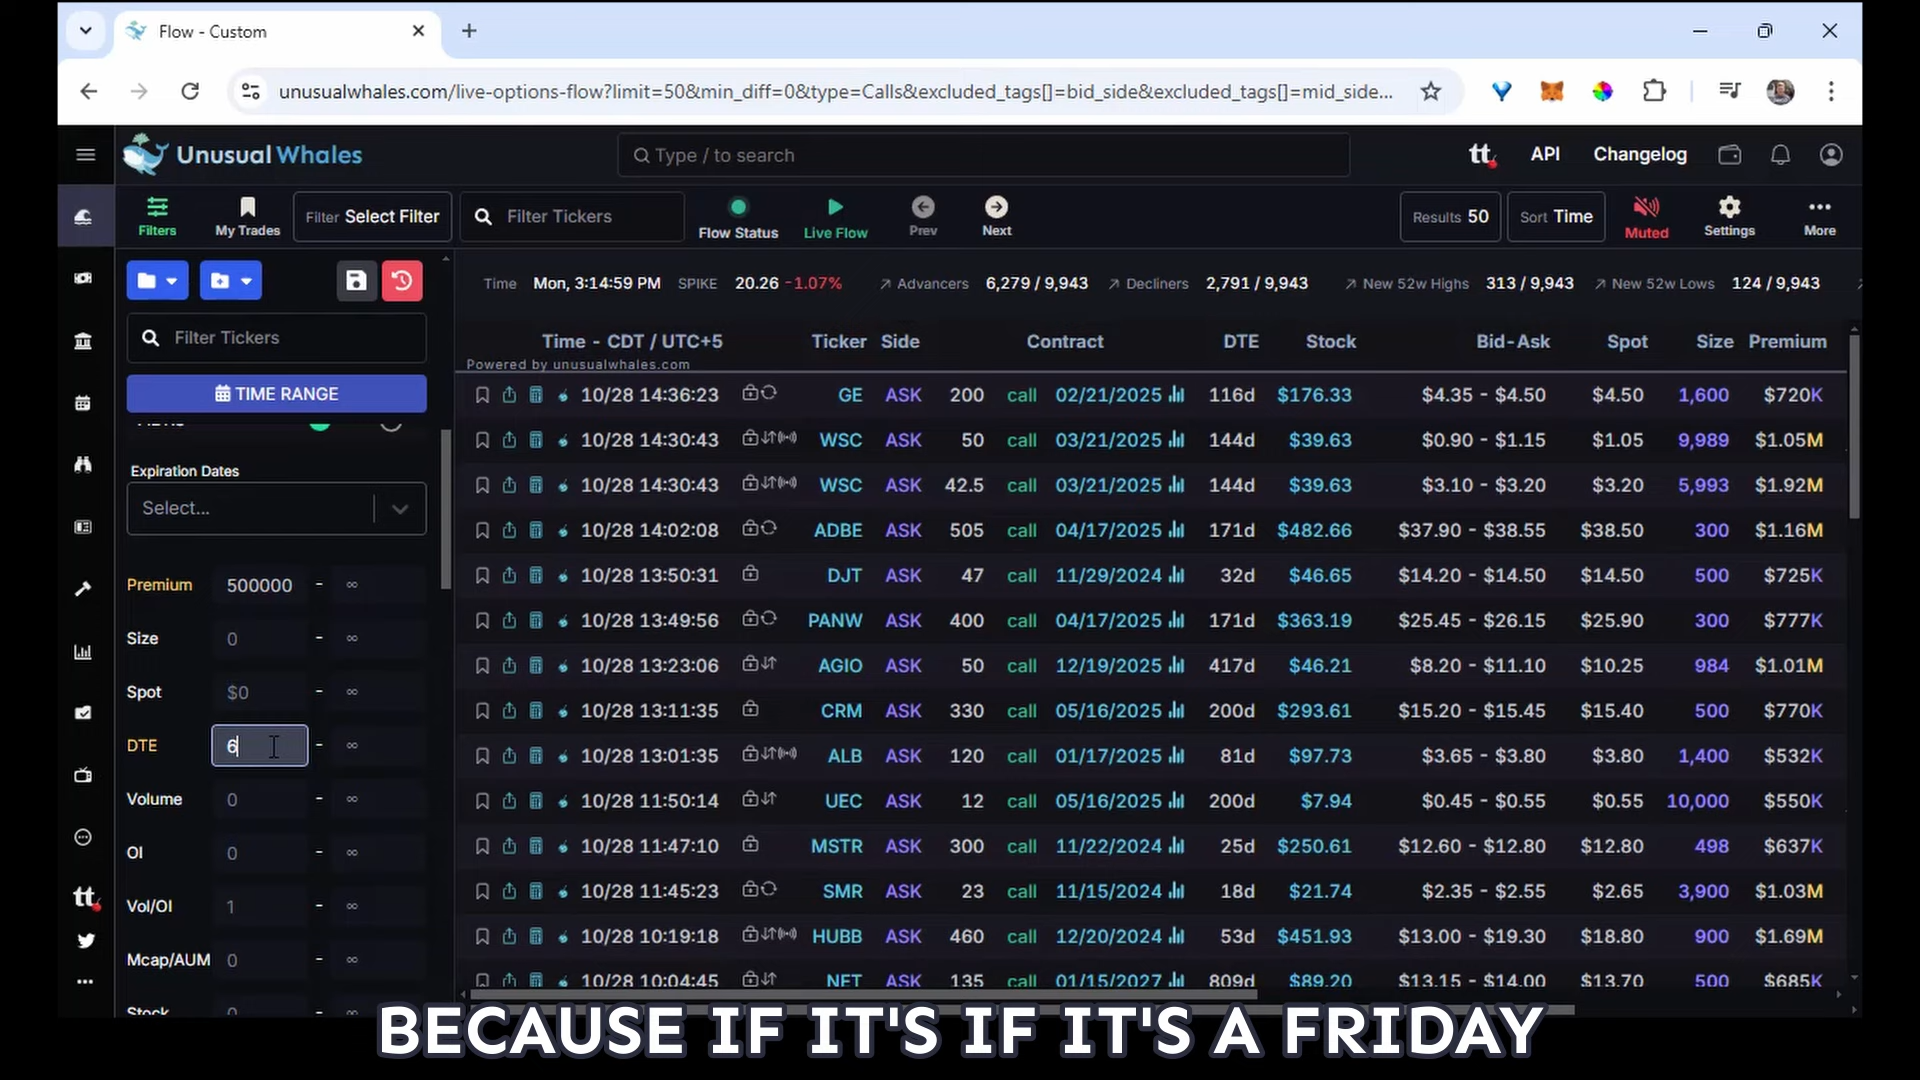 Flow - Custom
unusualwhales.com/live-options-flow?limit=50&min_diff=0&type=Calls&excluded_tags[]=bid_side&excluded_tags[]=mid_side...
Unusual Whales
Type / to search
tt
API
Changelog
Filters
My Trades
Filter Select Filter
Filter Tickers
Flow Status
Live Flow
Prev
Next
Results 50
Sort Time
Muted
Settings
More
Time Mon, 3:14:59 PM SPIKE 20.26 -1.07% Advancers 6,279 / 9,943 Decliners 2,791 / 9,943 New 52w Highs 313 / 9,943 New 52w Lows 124 / 9,943
Filter Tickers
TIME RANGE
Expiration Dates
Select...
Premium 500000 - ∞
Size 0 - ∞
Spot $0 - ∞
DTE 6 - ∞
Volume 0 - ∞
OI 0 - ∞
Vol/OI 1 - ∞
Mcap/AUM 0 - ∞
Stock 0 - ∞
tt
Time - CDT / UTC+5 Ticker Side Contract DTE Stock Bid-Ask Spot Size Premium
Powered by unusualwhales.com
10/28 14:36:23 GE ASK 200 call 02/21/2025 116d $176.33 $4.35 - $4.50 $4.50 1,600 $720K
10/28 14:30:43 WSC ASK 50 call 03/21/2025 144d $39.63 $0.90 - $1.15 $1.05 9,989 $1.05M
10/28 14:30:43 WSC ASK 42.5 call 03/21/2025 144d $39.63 $3.10 - $3.20 $3.20 5,993 $1.92M
10/28 14:02:08 ADBE ASK 505 call 04/17/2025 171d $482.66 $37.90 - $38.55 $38.50 300 $1.16M
10/28 13:50:31 DJT ASK 47 call 11/29/2024 32d $46.65 $14.20 - $14.50 $14.50 500 $725K
10/28 13:49:56 PANW ASK 400 call 04/17/2025 171d $363.19 $25.45 - $26.15 $25.90 300 $777K
10/28 13:23:06 AGIO ASK 50 call 12/19/2025 417d $46.21 $8.20 - $11.10 $10.25 984 $1.01M
10/28 13:11:35 CRM ASK 330 call 05/16/2025 200d $293.61 $15.20 - $15.45 $15.40 500 $770K
10/28 13:01:35 ALB ASK 120 call 01/17/2025 81d $97.73 $3.65 - $3.80 $3.80 1,400 $532K
10/28 11:50:14 UEC ASK 12 call 05/16/2025 200d $7.94 $0.45 - $0.55 $0.55 10,000 $550K
10/28 11:47:10 MSTR ASK 300 call 11/22/2024 25d $250.61 $12.60 - $12.80 $12.80 498 $637K
10/28 11:45:23 SMR ASK 23 call 11/15/2024 18d $21.74 $2.35 - $2.55 $2.65 3,900 $1.03M
10/28 10:19:18 HUBB ASK 460 call 12/20/2024 53d $451.93 $13.00 - $19.30 $18.80 900 $1.69M
10/28 10:04:45 NET ASK 135 call 01/15/2027 809d $89.20 $13.15 - $14.00 $13.70 500 $685K
BECAUSE IF IT'S IF IT'S A FRIDAY